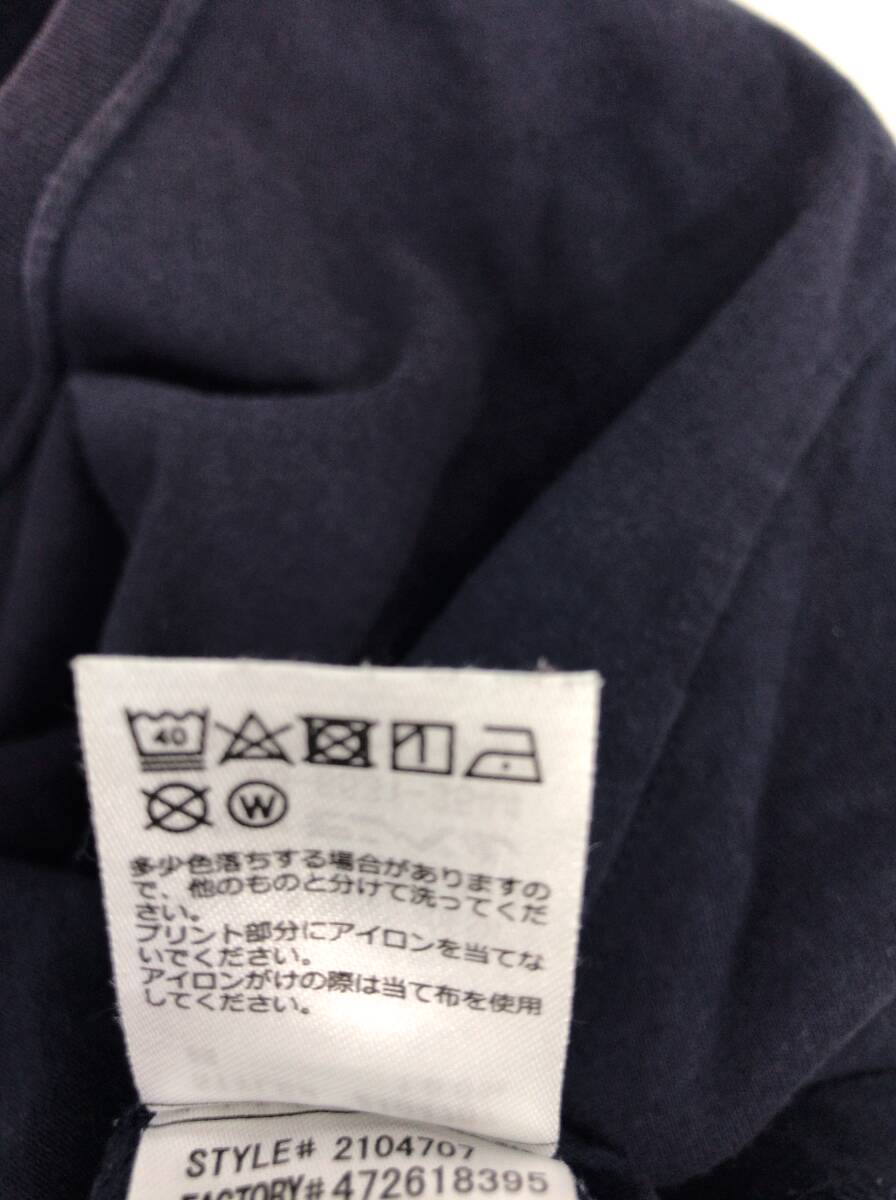 40
W
多少色落ちする場合がありますの
で、他のものと分けて洗ってくだ
さい。
プリント部分にアイロンを当てな
いでください。
アイロンがけの際は当て布を使用
してください。
STYLE# 2104707
FACTORY#472618395